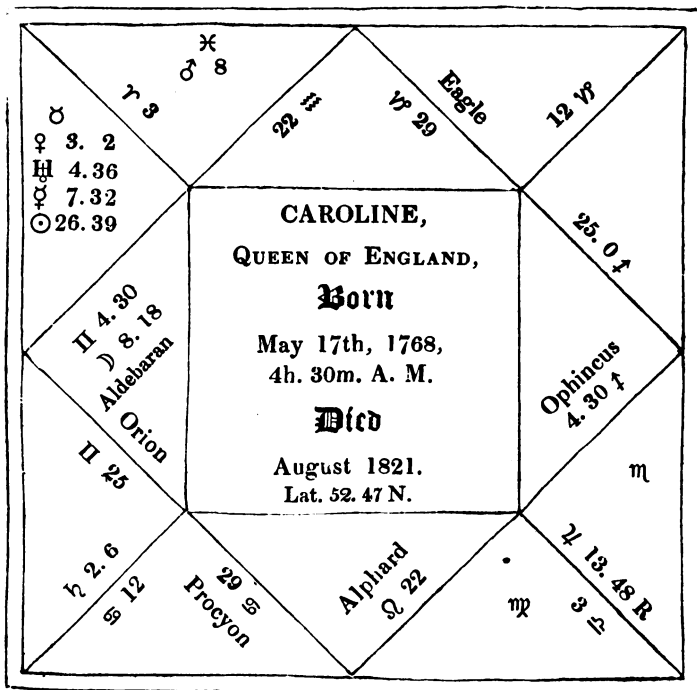 ♓
♂ 8
♈ 3
22 ♒
♑ 29
Eagle
12 ♑
♉
♀ 3. 2
♅ 4.36
☿ 7.32
☉ 26.39
25. 0 ♐
CAROLINE,
QUEEN OF ENGLAND,
Born
May 17th, 1768,
4h. 30m. A. M.
Died
August 1821.
Lat. 52. 47 N.
♊ 4. 30
☽ 8. 18
Aldebaran
Orion
♊ 25
Ophincus
4. 30 ♐
♏
♄ 2. 6
♋ 12
29 ♋
Procyon
Alphard
♌ 22
♍
♃ 13. 48 R
3 ♎